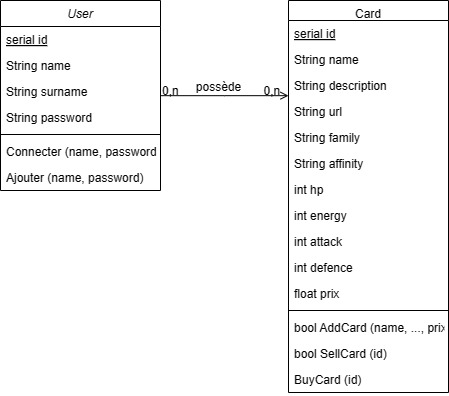 User
serial id
String name
String surname
String password
Connecter (name, password
Ajouter (name, password)
0,n possède 0,n
Card
serial id
String name
String description
String url
String family
String affinity
int hp
int energy
int attack
int defence
float prix
bool AddCard (name, ..., prix
bool SellCard (id)
BuyCard (id)